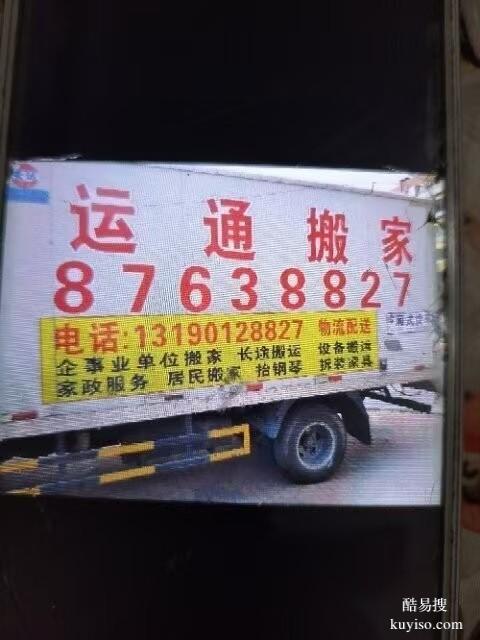 运通搬家
87638827
电话:13190128827 物流配送
企事业单位搬家 长途搬运 设备搬运
家政服务 居民搬家 抬钢琴 拆装家具
酷易搜
kuyiso.com